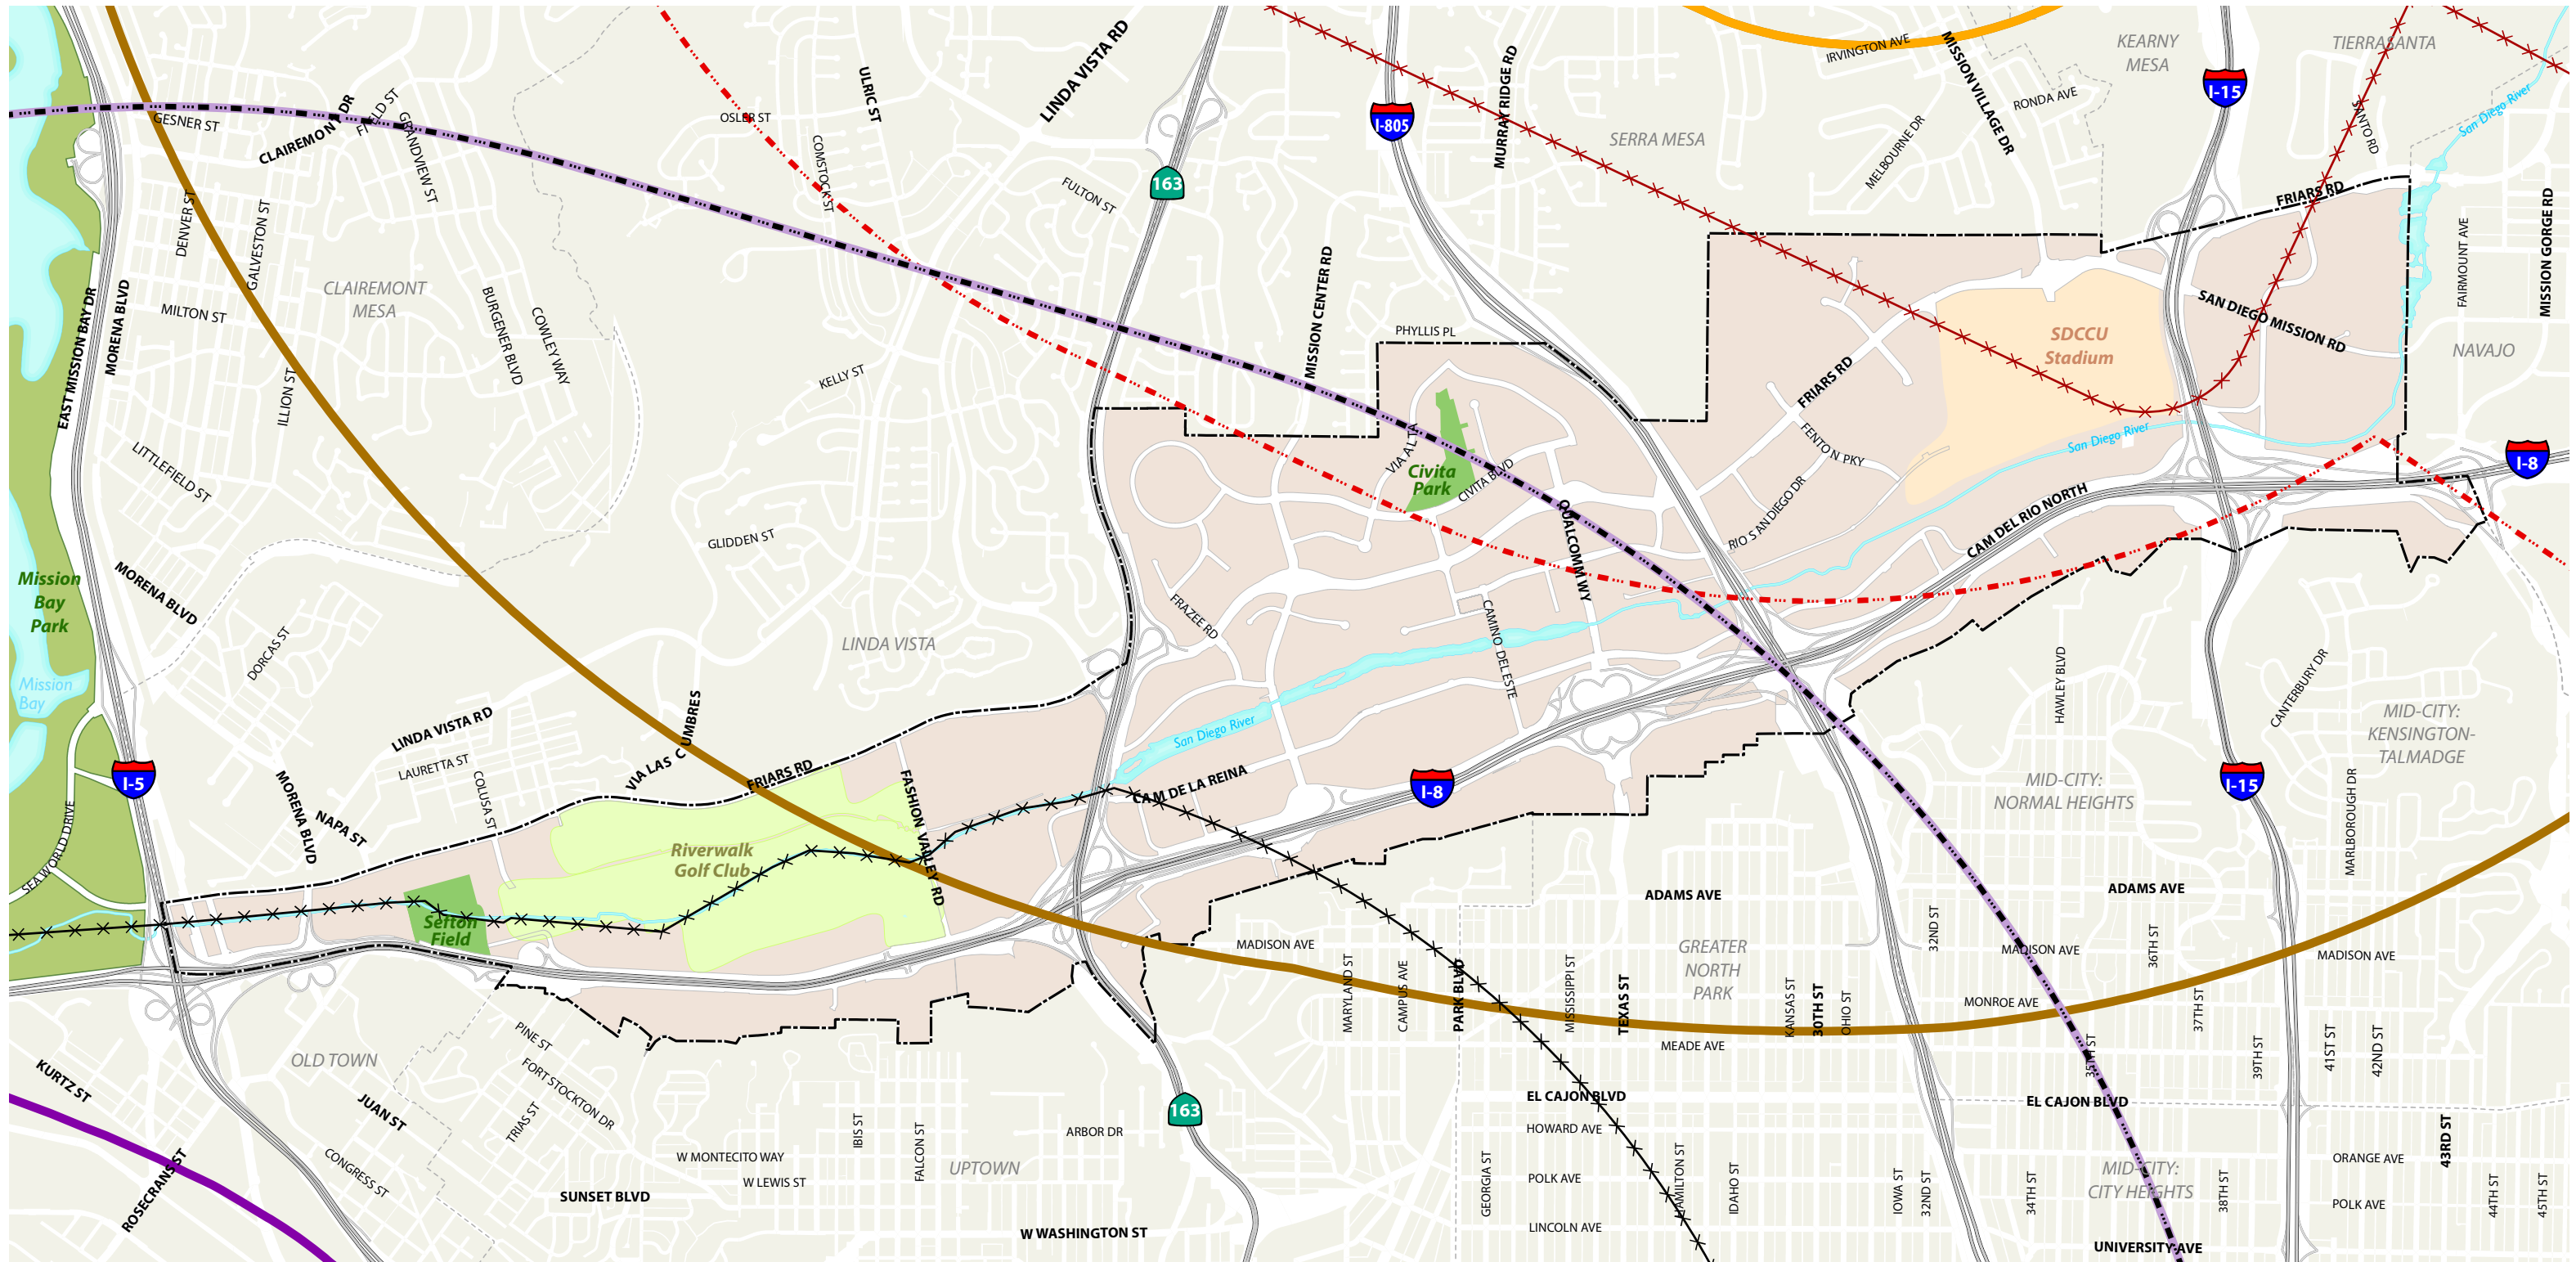 IRVINGTON AVE
MISSION VILLAGE DR
KEARNY
MESA
TIERRASANTA
LINDA VISTA RD
ULRIC ST
MURRAY RIDGE RD
I-15
RONDA AVE
SANTO RD
San Diego River
GESNER ST
CLAIREMONT DR
FIELD ST
GRANDVIEW ST
OSLER ST
COMSTOCK ST
I-805
SERRA MESA
MELBOURNE DR
163
FULTON ST
FRIARS RD
DENVER ST
GALVESTON ST
FAIRMOUNT AVE
MISSION GORGE RD
CLAIREMONT
MESA
EAST MISSION BAY DR
MORENA BLVD
MILTON ST
BURGENER BLVD
COWLEY WAY
MISSION CENTER RD
PHYLLIS PL
SDCCU
Stadium
SAN DIEGO MISSION RD
NAVAJO
ILLION ST
KELLY ST
FRIARS RD
LITTLEFIELD ST
VIA ALTA
Civita
Park
CIVITA BLVD
FENTON PKY
San Diego River
I-8
GLIDDEN ST
QUALCOMM WY
RIO SAN DIEGO DR
CAM DEL RIO NORTH
Mission
Bay
Park
MORENA BLVD
DORCAS ST
LINDA VISTA
FRAZEE RD
CAMINO DEL ESTE
HAWLEY BLVD
CANTERBURY DR
Mission
Bay
LINDA VISTA RD
VIA LAS CUMBRES
San Diego River
MID-CITY:
KENSINGTON-
TALMADGE
I-5
LAURETTA ST
COLUSA ST
FRIARS RD
FASHION VALLEY RD
CAM DE LA REINA
I-8
MID-CITY:
NORMAL HEIGHTS
I-15
SEA WORLD DRIVE
MORENA BLVD
NAPA ST
Riverwalk
Golf Club
MARLBOROUGH DR
ADAMS AVE
ADAMS AVE
Sefton
Field
MADISON AVE
GREATER
NORTH
PARK
32ND ST
MADISON AVE
36TH ST
MADISON AVE
MARYLAND ST
CAMPUS AVE
PARK BLVD
MISSISSIPPI ST
TEXAS ST
KANSAS ST
30TH ST
OHIO ST
MONROE AVE
37TH ST
OLD TOWN
PINE ST
FORT STOCKTON DR
MEADE AVE
35TH ST
39TH ST
41ST ST
42ND ST
KURTZ ST
JUAN ST
TRIAS ST
IBIS ST
FALCON ST
ARBOR DR
163
EL CAJON BLVD
EL CAJON BLVD
HOWARD AVE
43RD ST
ROSECRANS ST
CONGRESS ST
W MONTECITO WAY
W LEWIS ST
UPTOWN
SUNSET BLVD
GEORGIA ST
POLK AVE
HAMILTON ST
IDAHO ST
IOWA ST
32ND ST
34TH ST
MID-CITY:
CITY HEIGHTS
38TH ST
ORANGE AVE
POLK AVE
44TH ST
45TH ST
W WASHINGTON ST
LINCOLN AVE
UNIVERSITY AVE